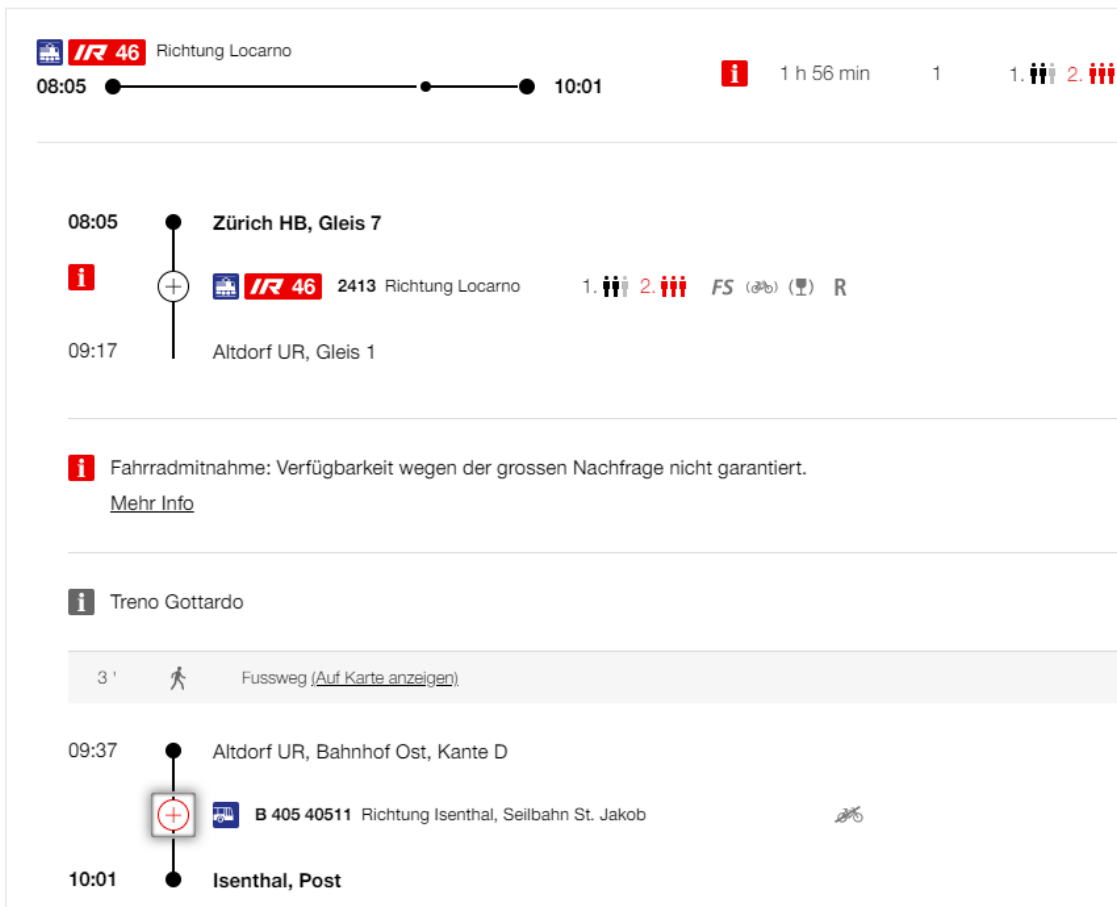 IR 46 Richtung Locarno
08:05 10:01 1 h 56 min 1 1. 2.
08:05 Zürich HB, Gleis 7
IR 46 2413 Richtung Locarno 1. 2. FS R
09:17 Altdorf UR, Gleis 1
Fahrradmitnahme: Verfügbarkeit wegen der grossen Nachfrage nicht garantiert.
Mehr Info
Treno Gottardo
3 ' Fussweg (Auf Karte anzeigen)
09:37 Altdorf UR, Bahnhof Ost, Kante D
B 405 40511 Richtung Isenthal, Seilbahn St. Jakob
10:01 Isenthal, Post